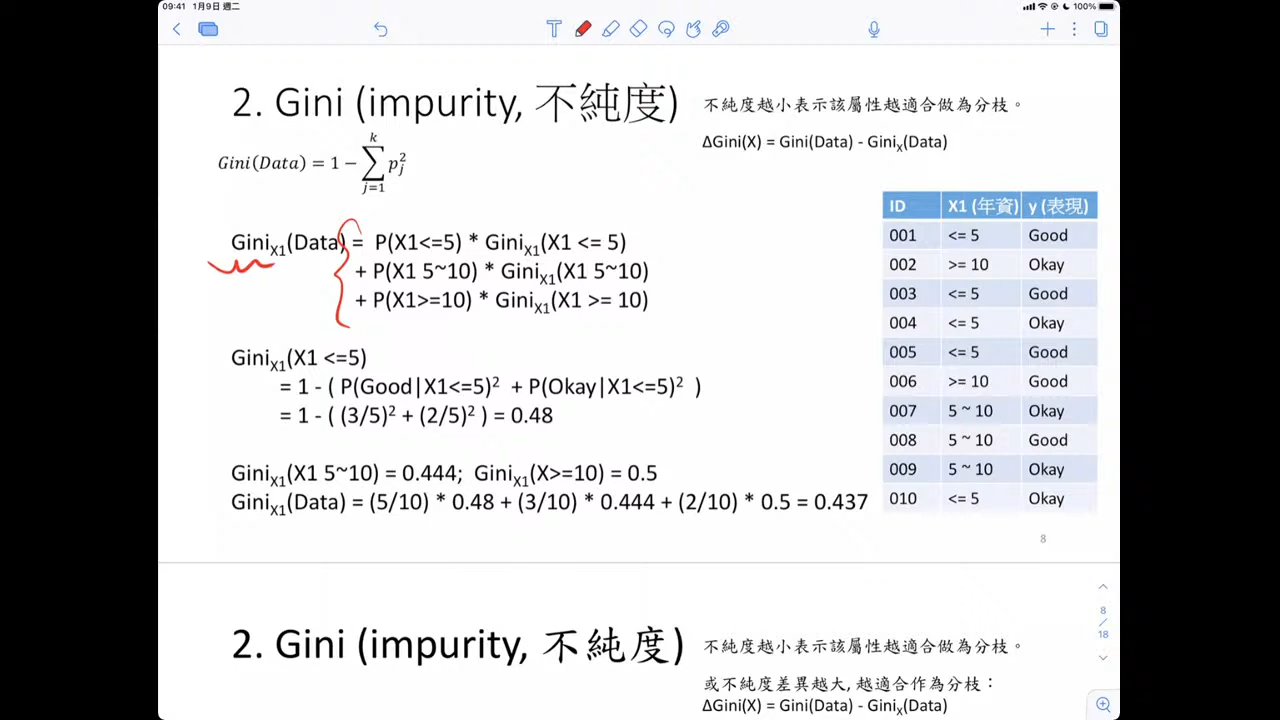 09:41 1月9日 週二
100%
2. Gini (impurity, 不純度)
不純度越小表示該屬性越適合做為分枝。
ΔGini(X) = Gini(Data) - Giniₓ(Data)
Gini(Data) = 1 − ∑ⱼ₌₁ᵏ pⱼ²
Gini_X1(Data) = P(X1<=5) * Gini_X1(X1 <= 5)
+ P(X1 5~10) * Gini_X1(X1 5~10)
+ P(X1>=10) * Gini_X1(X1 >= 10)
Gini_X1(X1 <=5)
= 1 - ( P(Good|X1<=5)² + P(Okay|X1<=5)² )
= 1 - ( (3/5)² + (2/5)² ) = 0.48
Gini_X1(X1 5~10) = 0.444; Gini_X1(X>=10) = 0.5
Gini_X1(Data) = (5/10) * 0.48 + (3/10) * 0.444 + (2/10) * 0.5 = 0.437
ID X1 (年資) y (表現)
001 <= 5 Good
002 >= 10 Okay
003 <= 5 Good
004 <= 5 Okay
005 <= 5 Good
006 >= 10 Good
007 5 ~ 10 Okay
008 5 ~ 10 Good
009 5 ~ 10 Okay
010 <= 5 Okay
8
2. Gini (impurity, 不純度)
不純度越小表示該屬性越適合做為分枝。
或不純度差異越大, 越適合作為分枝：
ΔGini(X) = Gini(Data) - Giniₓ(Data)
8
/
18